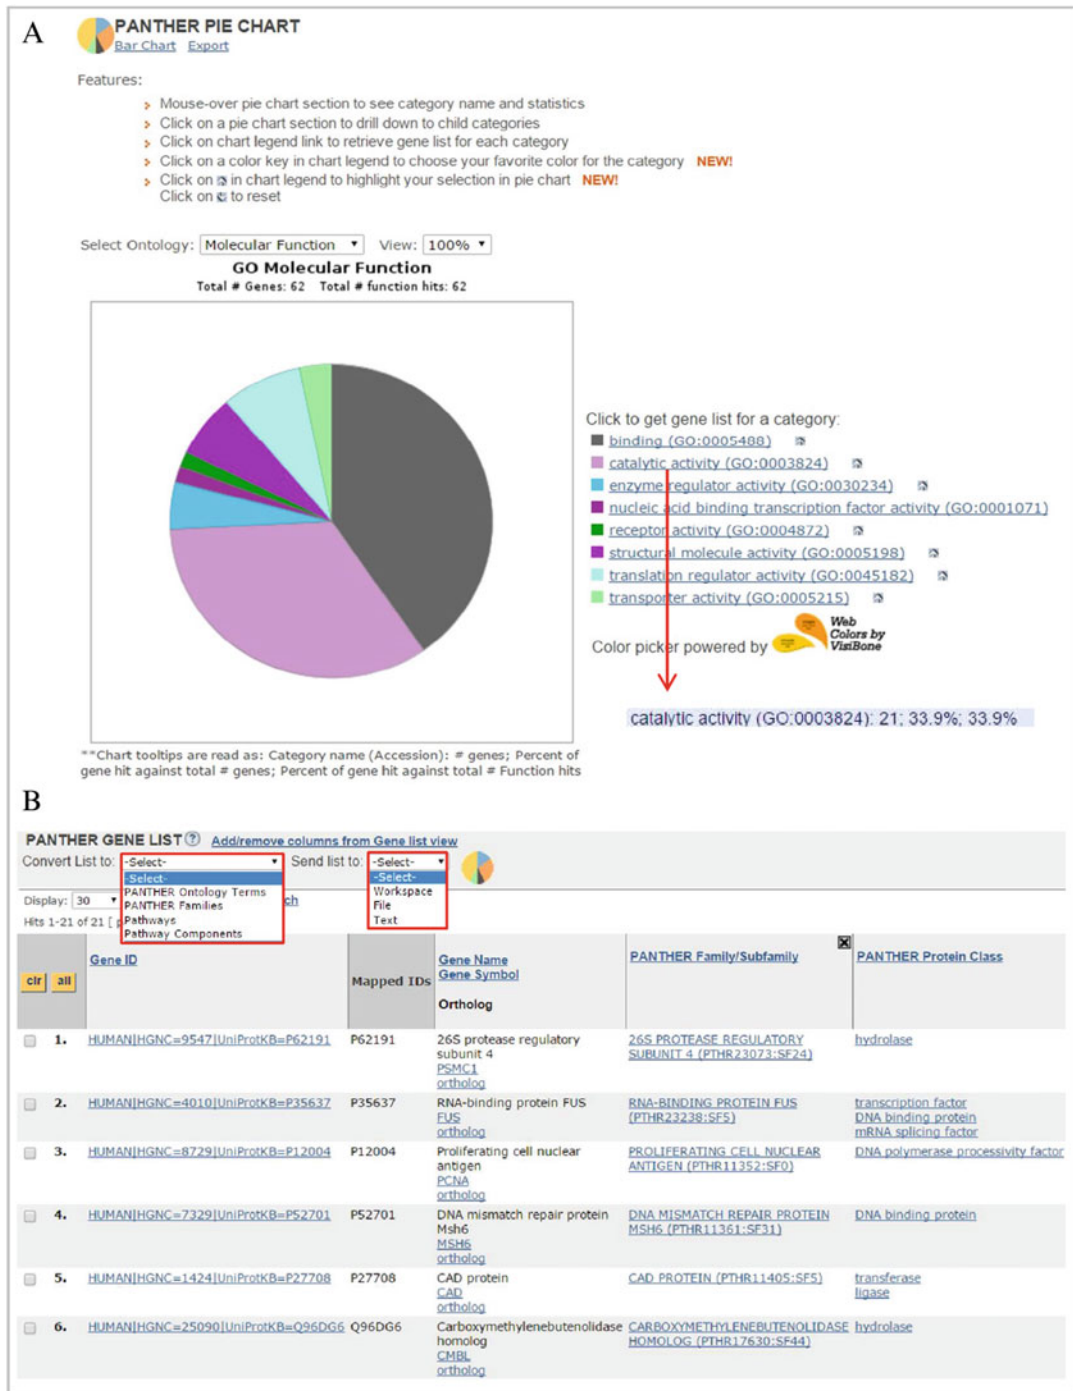 A
PANTHER PIE CHART
Bar Chart Export
Features:
Mouse-over pie chart section to see category name and statistics
Click on a pie chart section to drill down to child categories
Click on chart legend link to retrieve gene list for each category
Click on a color key in chart legend to choose your favorite color for the category NEW!
Click on in chart legend to highlight your selection in pie chart NEW!
Click on to reset
Select Ontology: Molecular Function View: 100%
GO Molecular Function
Total # Genes: 62 Total # function hits: 62
Click to get gene list for a category:
binding (GO:0005488)
catalytic activity (GO:0003824)
enzyme regulator activity (GO:0030234)
nucleic acid binding transcription factor activity (GO:0001071)
receptor activity (GO:0004872)
structural molecule activity (GO:0005198)
translation regulator activity (GO:0045182)
transporter activity (GO:0005215)
Color picker powered by
Web
Colors by
VisiBone
catalytic activity (GO:0003824): 21; 33.9%; 33.9%
**Chart tooltips are read as: Category name (Accession): # genes; Percent of
gene hit against total # genes; Percent of gene hit against total # Function hits
B
PANTHER GENE LIST ? Add/remove columns from Gene list view
Convert List to: -Select- Send list to: -Select-
-Select-
PANTHER Ontology Terms
PANTHER Families
Pathways
Pathway Components
-Select-
Workspace
File
Text
Display: 30 ch
Hits 1-21 of 21 [ p
clr all
Gene ID
Mapped IDs
Gene Name
Gene Symbol
Ortholog
PANTHER Family/Subfamily
PANTHER Protein Class
1. HUMAN|HGNC=9547|UniProtKB=P62191 P62191 26S protease regulatory 26S PROTEASE REGULATORY hydrolase
subunit 4 SUBUNIT 4 (PTHR23073:SF24)
PSMC1
ortholog
2. HUMAN|HGNC=4010|UniProtKB=P35637 P35637 RNA-binding protein FUS RNA-BINDING PROTEIN FUS transcription factor
FUS (PTHR23238:SF5) DNA binding protein
ortholog mRNA splicing factor
3. HUMAN|HGNC=8729|UniProtKB=P12004 P12004 Proliferating cell nuclear PROLIFERATING CELL NUCLEAR DNA polymerase processivity factor
antigen ANTIGEN (PTHR11352:SF0)
PCNA
ortholog
4. HUMAN|HGNC=7329|UniProtKB=P52701 P52701 DNA mismatch repair protein DNA MISMATCH REPAIR PROTEIN DNA binding protein
Msh6 MSH6 (PTHR11361:SF31)
MSH6
ortholog
5. HUMAN|HGNC=1424|UniProtKB=P27708 P27708 CAD protein CAD PROTEIN (PTHR11405:SF5) transferase
CAD ligase
ortholog
6. HUMAN|HGNC=25090|UniProtKB=Q96DG6 Q96DG6 Carboxymethylenebutenolidase CARBOXYMETHYLENEBUTENOLIDASE hydrolase
homolog HOMOLOG (PTHR17630:SF44)
CMBL
ortholog